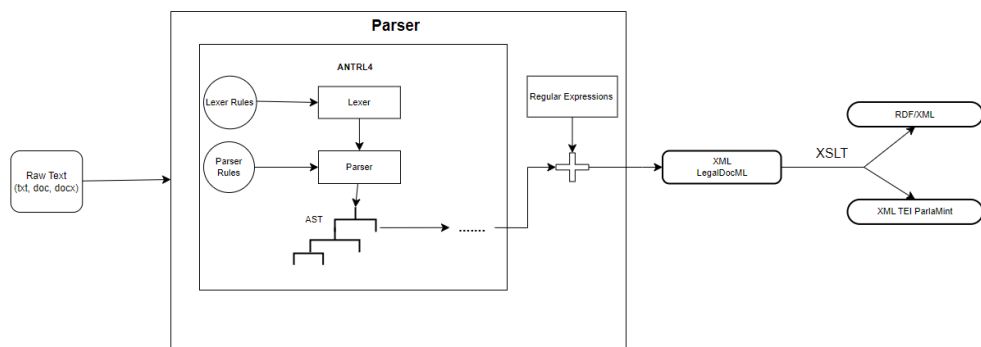 Parser
ANTRL4
Lexer Rules
Lexer
Regular Expressions
RDF/XML
Parser
Rules
Parser
XML
LegalDocML
XSLT
Raw Text
(txt, doc, docx)
AST
.......
XML TEI ParlaMint